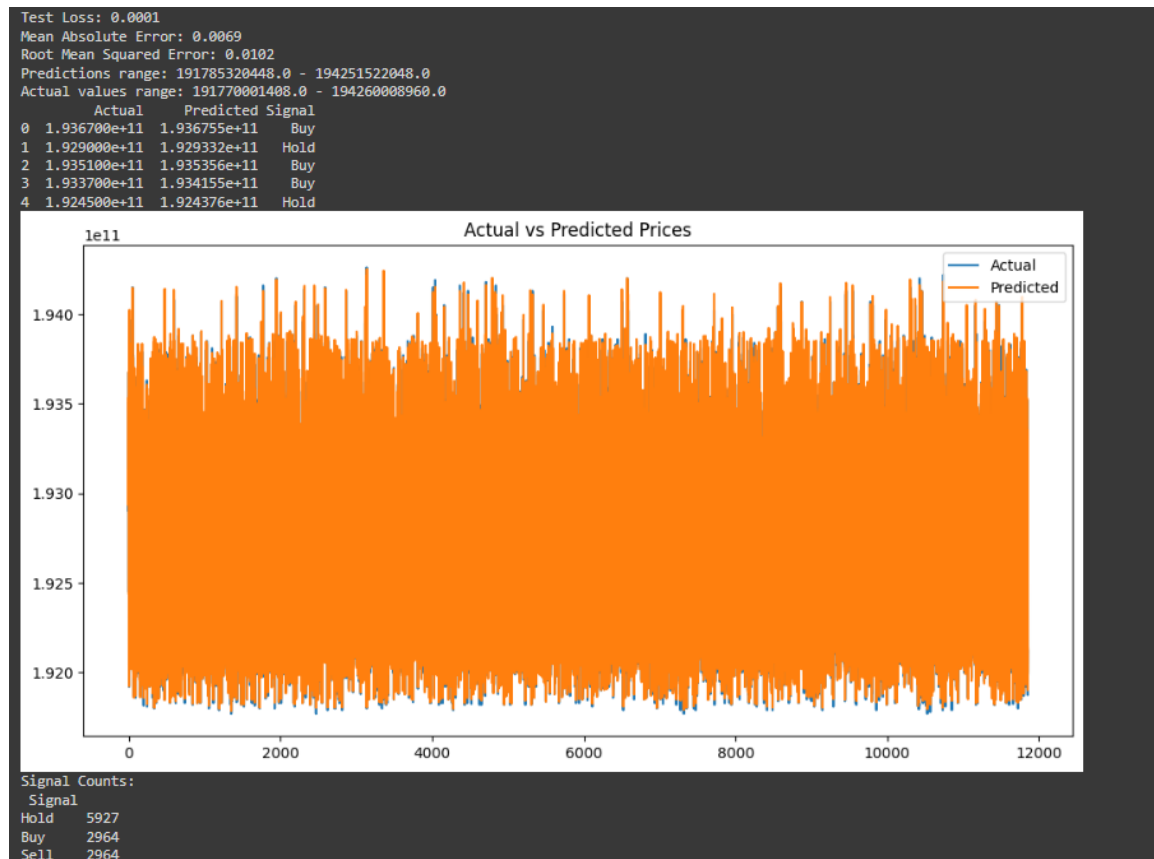 Test Loss: 0.0001
Mean Absolute Error: 0.0069
Root Mean Squared Error: 0.0102
Predictions range: 191785320448.0 - 194251522048.0
Actual values range: 191770001408.0 - 194260008960.0
Actual Predicted Signal
0 1.936700e+11 1.936755e+11 Buy
1 1.929000e+11 1.929332e+11 Hold
2 1.935100e+11 1.935356e+11 Buy
3 1.933700e+11 1.934155e+11 Buy
4 1.924500e+11 1.924376e+11 Hold
1e11 Actual vs Predicted Prices
Actual
Predicted
1.940
1.935
1.930
1.925
1.920
0 2000 4000 6000 8000 10000 12000
Signal Counts:
Signal
Hold 5927
Buy 2964
Sell 2964